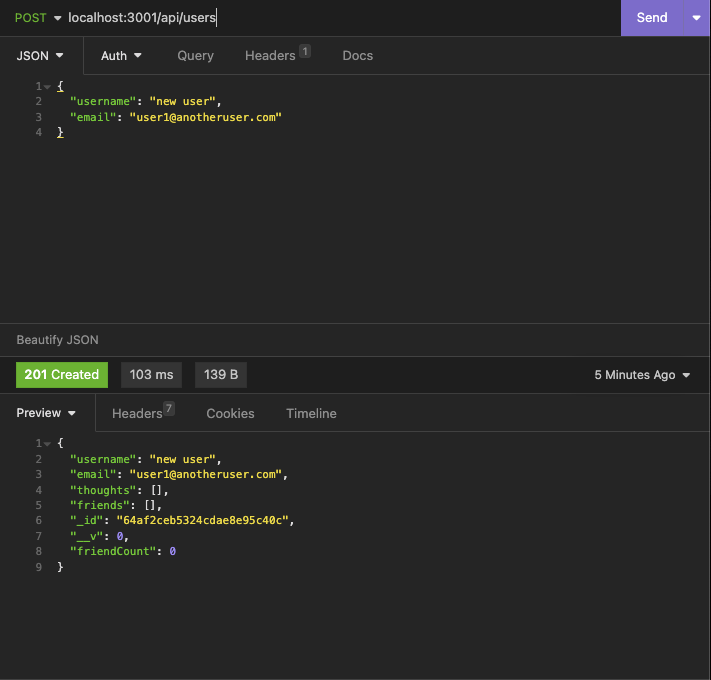 POST localhost:3001/api/users Send
JSON Auth Query Headers 1 Docs
1 {
2 "username": "new user",
3 "email": "user1@anotheruser.com"
4 }
Beautify JSON
201 Created 103 ms 139 B 5 Minutes Ago
Preview Headers 7 Cookies Timeline
1 {
2 "username": "new user",
3 "email": "user1@anotheruser.com",
4 "thoughts": [],
5 "friends": [],
6 "_id": "64af2ceb5324cdae8e95c40c",
7 "__v": 0,
8 "friendCount": 0
9 }